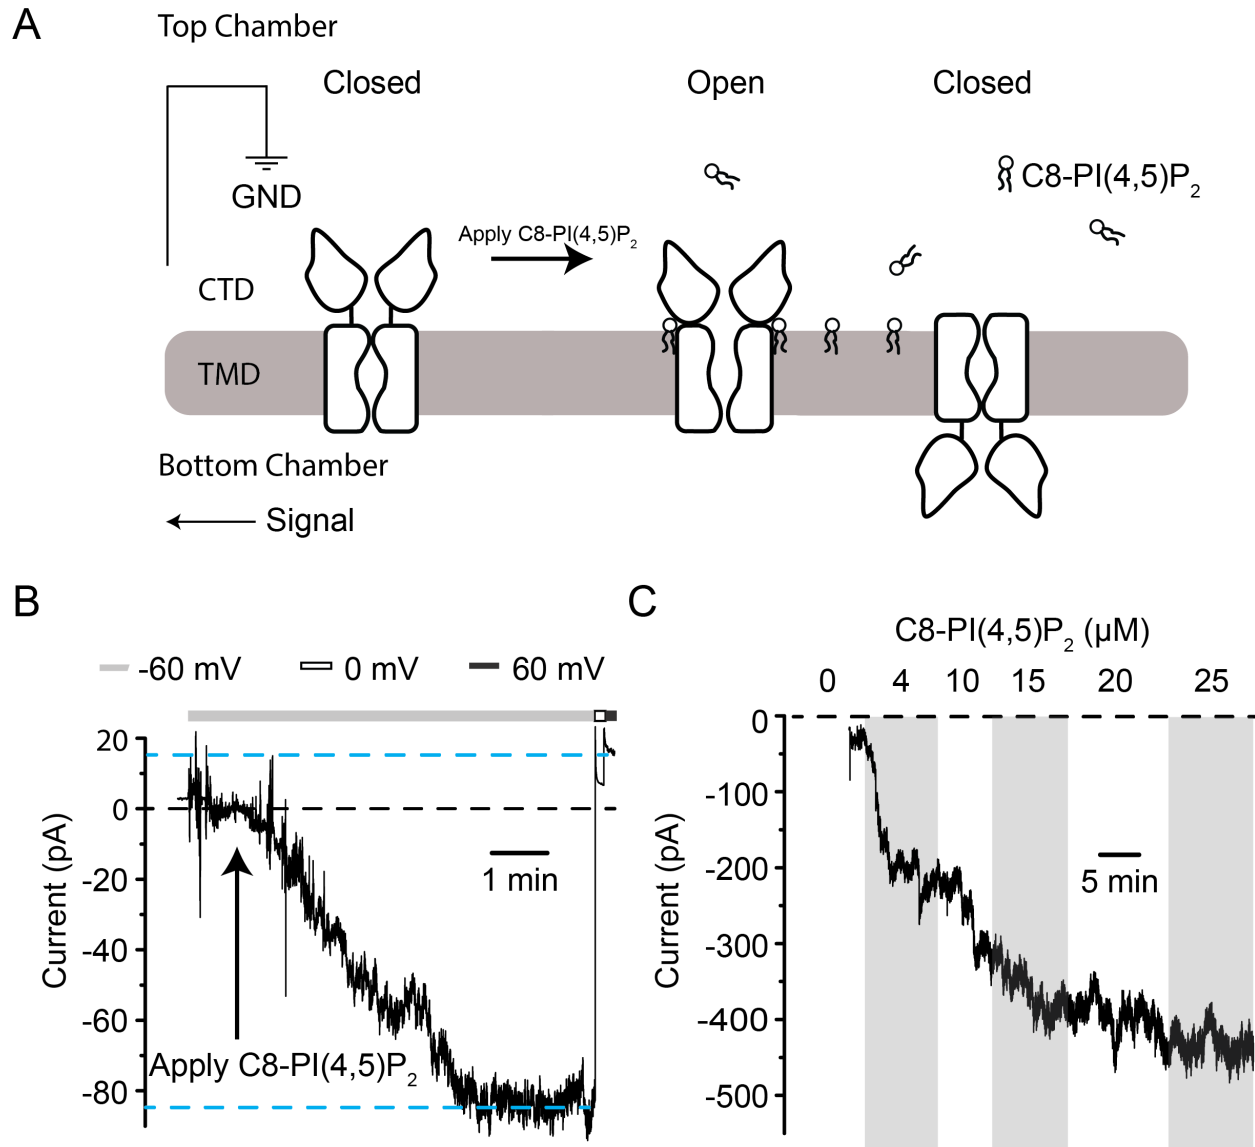 A
Top Chamber
Closed
Open
Closed
GND
C8-PI(4,5)P₂
Apply C8-PI(4,5)P₂
CTD
TMD
Bottom Chamber
Signal
B
-60 mV
0 mV
60 mV
20
0
-20
-40
-60
-80
Current (pA)
1 min
Apply C8-PI(4,5)P₂
C
C8-PI(4,5)P₂ (µM)
0 4 10 15 20 25
0
-100
-200
-300
-400
-500
Current (pA)
5 min